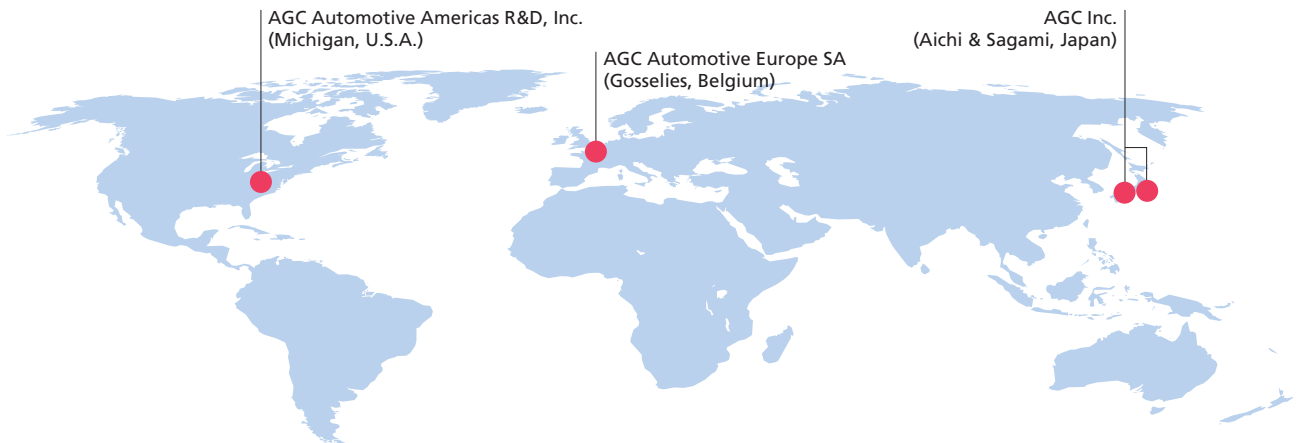 AGC Automotive Americas R&D, Inc.
(Michigan, U.S.A.)
AGC Automotive Europe SA
(Gosselies, Belgium)
AGC Inc.
(Aichi & Sagami, Japan)